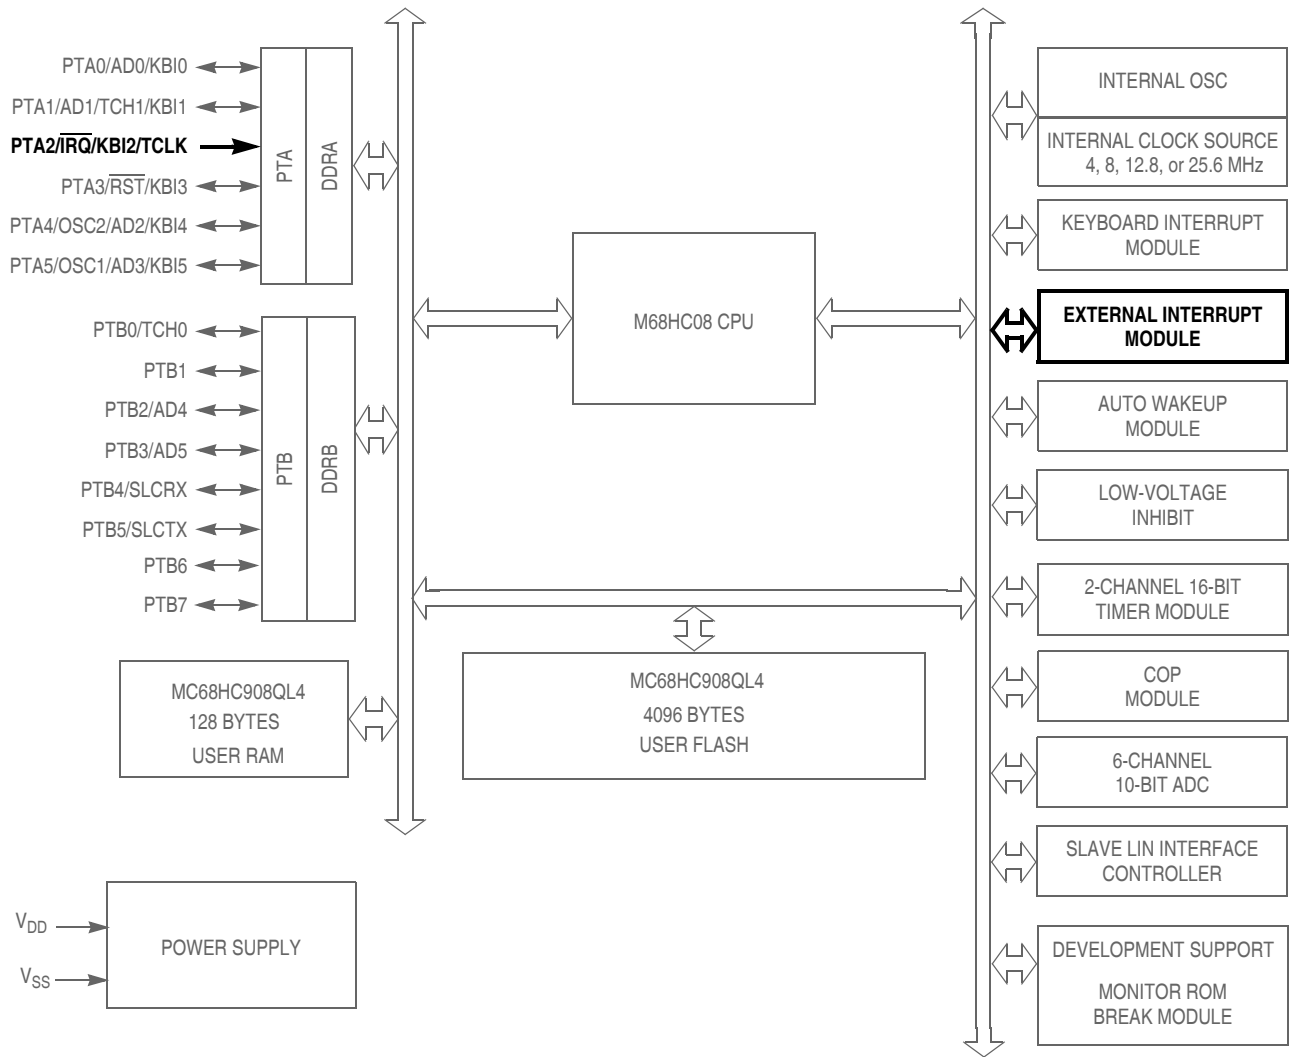 PTA0/AD0/KBI0
PTA1/AD1/TCH1/KBI1
PTA2/I̅R̅Q̅/KBI2/TCLK
PTA3/R̅S̅T̅/KBI3
PTA4/OSC2/AD2/KBI4
PTA5/OSC1/AD3/KBI5
PTA
DDRA
PTB0/TCH0
PTB1
PTB2/AD4
PTB3/AD5
PTB4/SLCRX
PTB5/SLCTX
PTB6
PTB7
PTB
DDRB
M68HC08 CPU
MC68HC908QL4
128 BYTES
USER RAM
MC68HC908QL4
4096 BYTES
USER FLASH
VDD
VSS
POWER SUPPLY
INTERNAL OSC
INTERNAL CLOCK SOURCE
4, 8, 12.8, or 25.6 MHz
KEYBOARD INTERRUPT
MODULE
EXTERNAL INTERRUPT
MODULE
AUTO WAKEUP
MODULE
LOW-VOLTAGE
INHIBIT
2-CHANNEL 16-BIT
TIMER MODULE
COP
MODULE
6-CHANNEL
10-BIT ADC
SLAVE LIN INTERFACE
CONTROLLER
DEVELOPMENT SUPPORT
MONITOR ROM
BREAK MODULE